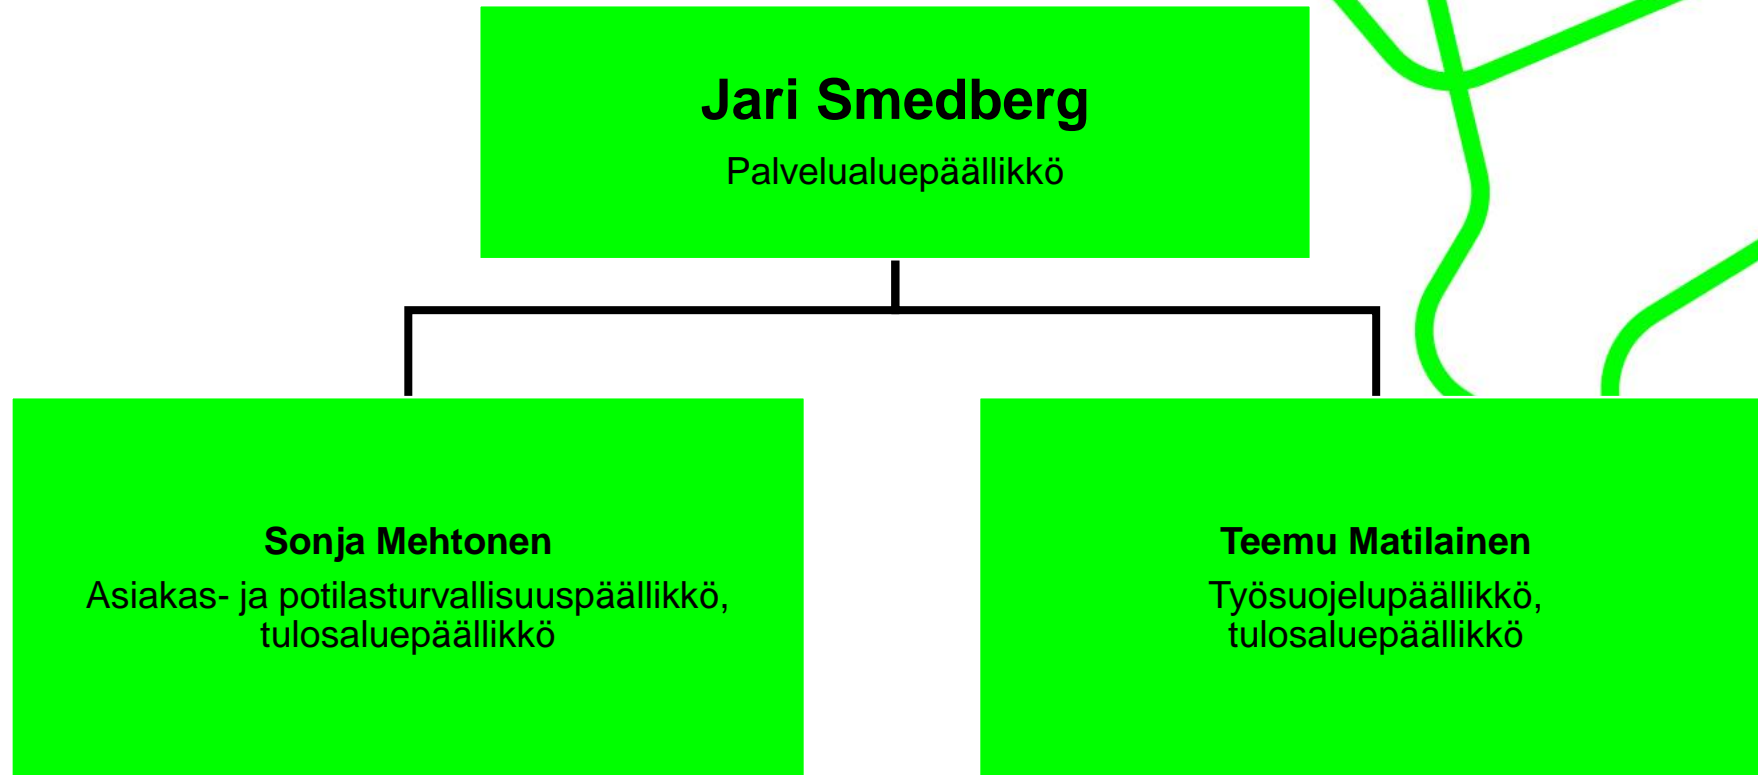 Jari Smedberg
Palvelualuepäällikkö
Sonja Mehtonen
Asiakas- ja potilasturvallisuuspäällikkö,
tulosaluepäällikkö
Teemu Matilainen
Työsuojelupäällikkö,
tulosaluepäällikkö